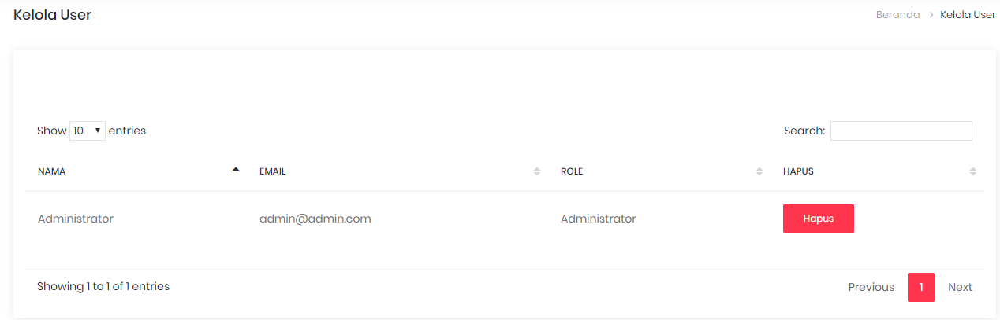 Kelola User
Beranda > Kelola User
Show 10 entries
Search:
NAMA EMAIL ROLE HAPUS
Administrator admin@admin.com Administrator Hapus
Showing 1 to 1 of 1 entries
Previous 1 Next